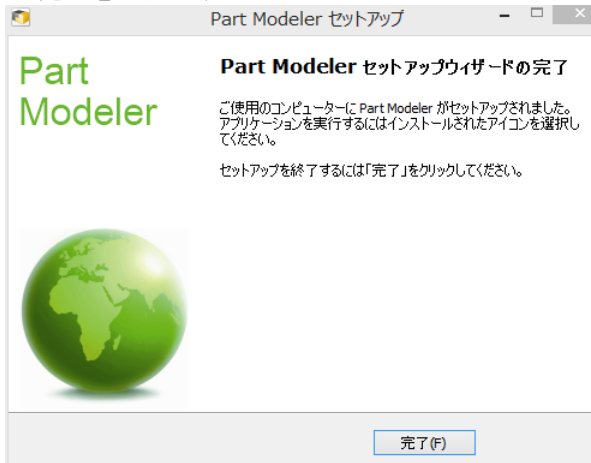 Part Modeler セットアップ
Part
Modeler
Part Modeler セットアップウィザードの完了
ご使用のコンピューターに Part Modeler がセットアップされました。
アプリケーションを実行するにはインストールされたアイコンを選択し
てください。
セットアップを終了するには「完了」をクリックしてください。
完了(F)